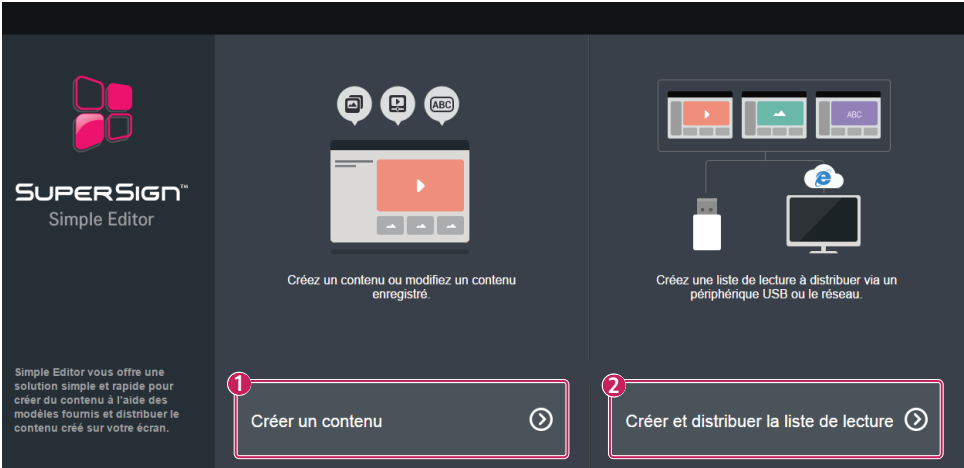 SUPERSIGN™
Simple Editor
Simple Editor vous offre une
solution simple et rapide pour
créer du contenu à l'aide des
modèles fournis et distribuer le
contenu créé sur votre écran.
ABC
Créez un contenu ou modifiez un contenu
enregistré.
1
Créer un contenu
ABC
Créez une liste de lecture à distribuer via un
périphérique USB ou le réseau.
2
Créer et distribuer la liste de lecture